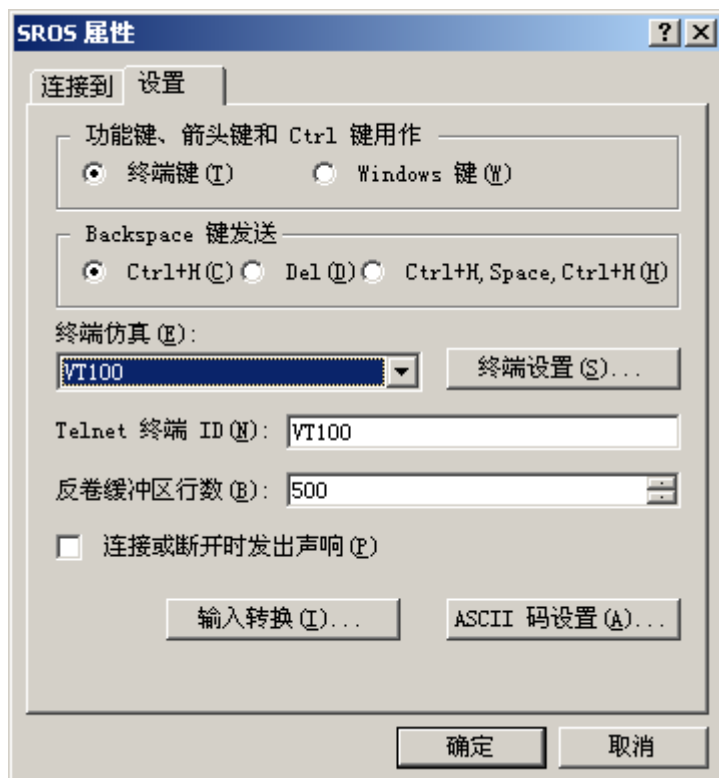 SROS 属性
连接到 设置
功能键、箭头键和 Ctrl 键用作
终端键(T) Windows 键(W)
Backspace 键发送
Ctrl+H(C) Del(D) Ctrl+H,Space,Ctrl+H(H)
终端仿真(E):
VT100 终端设置(S)...
Telnet 终端 ID(N): VT100
反卷缓冲区行数(B): 500
连接或断开时发出声响(P)
输入转换(I)... ASCII 码设置(A)...
确定 取消